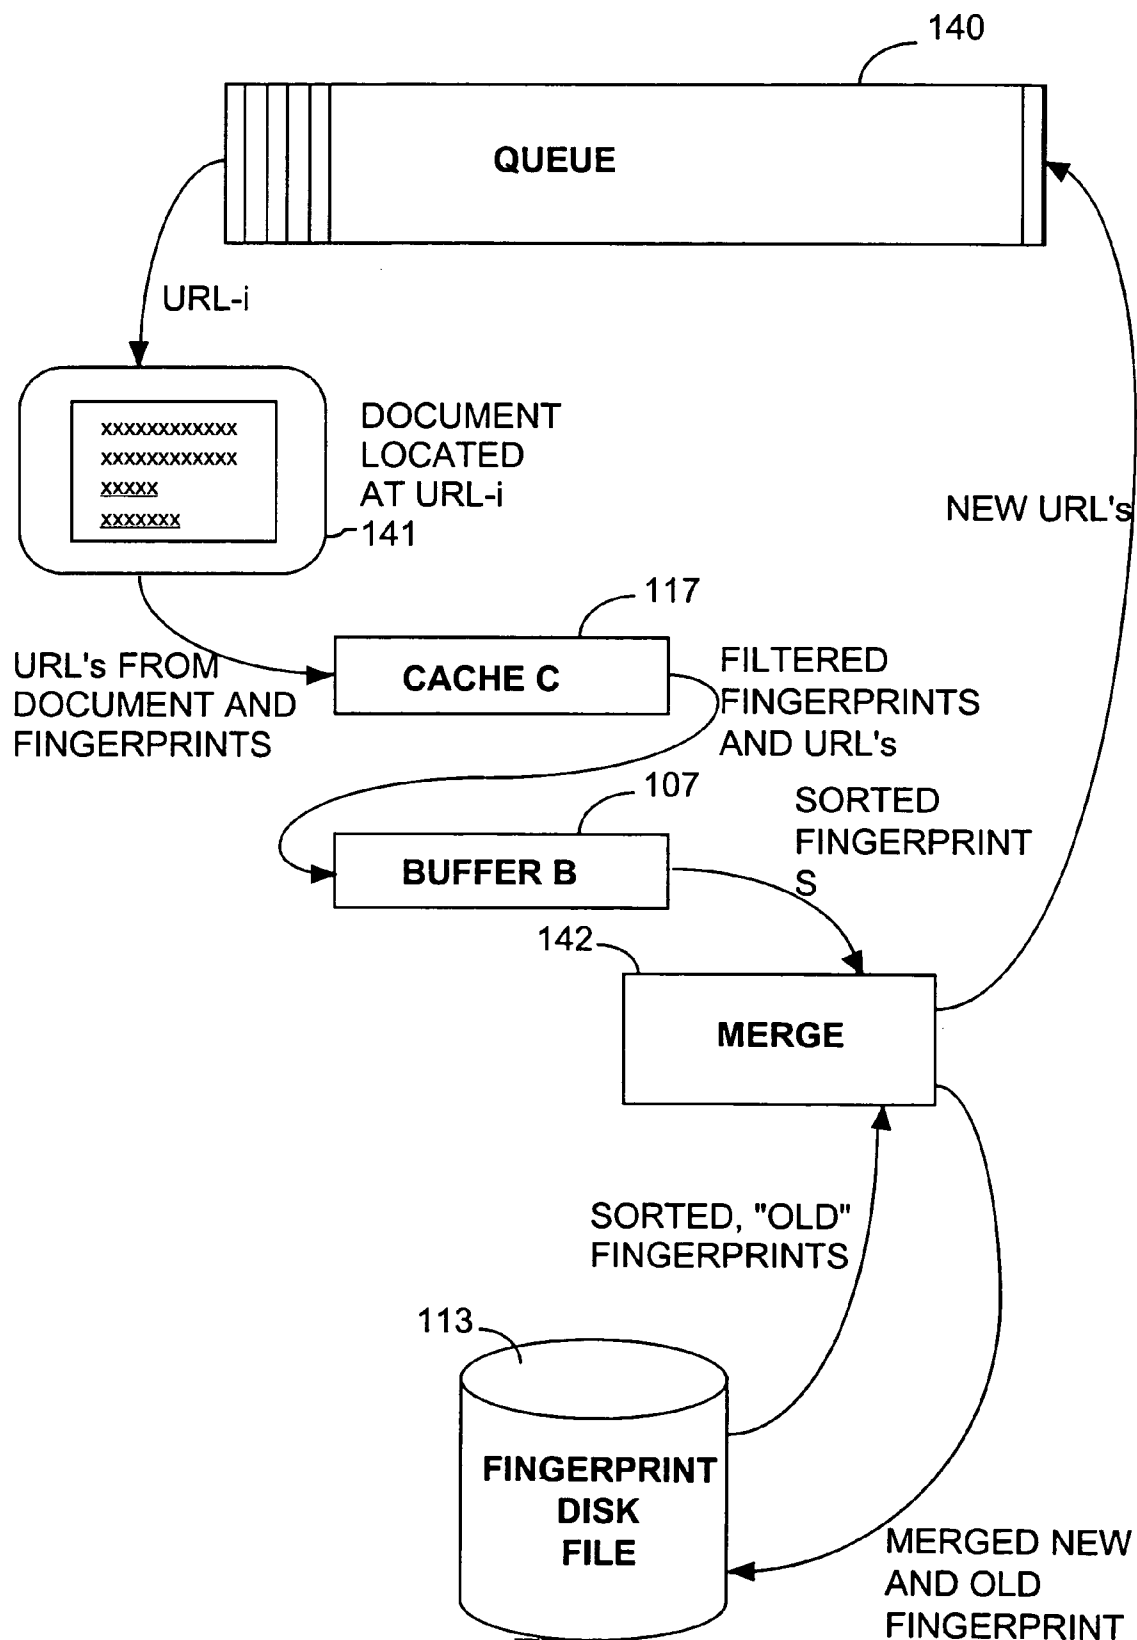 140
QUEUE
URL-i
xxxxxxxxxxxx
xxxxxxxxxxxx
xxxxx
xxxxxxx
DOCUMENT
LOCATED
AT URL-i
141
NEW URL's
117
CACHE C
URL's FROM
DOCUMENT AND
FINGERPRINTS
FILTERED
FINGERPRINTS
AND URL's
107
BUFFER B
SORTED
FINGERPRINT
S
142
MERGE
SORTED, "OLD"
FINGERPRINTS
113
FINGERPRINT
DISK
FILE
MERGED NEW
AND OLD
FINGERPRINT